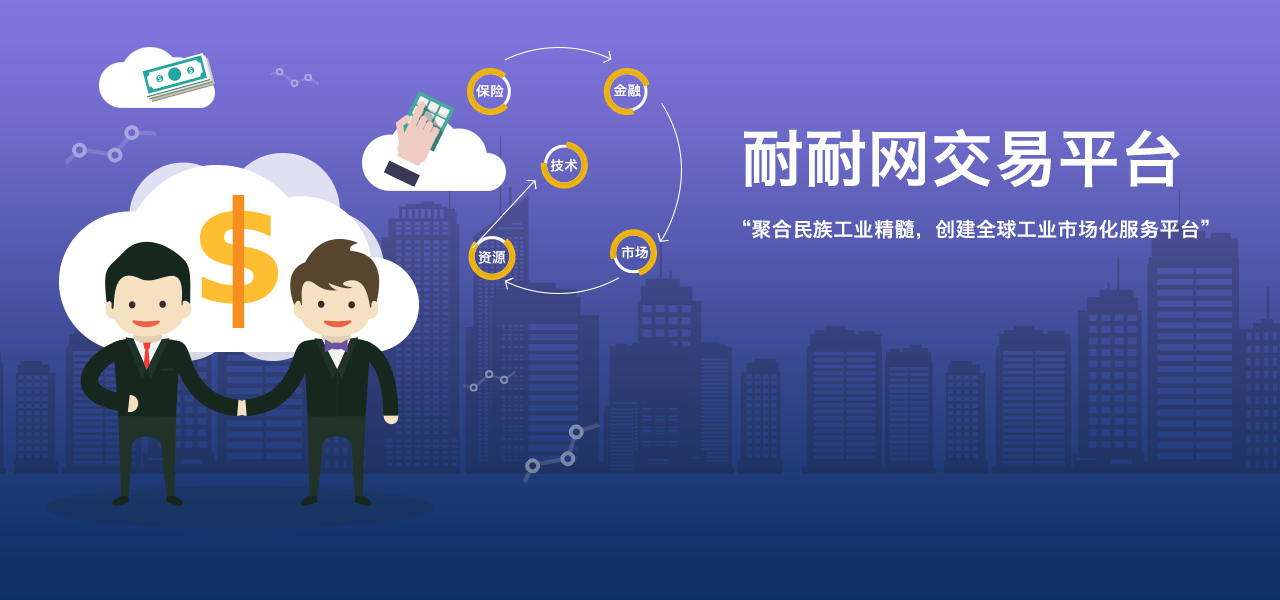 保险
金融
技术
资源
市场
$
耐耐网交易平台
“聚合民族工业精髓，创建全球工业市场化服务平台”